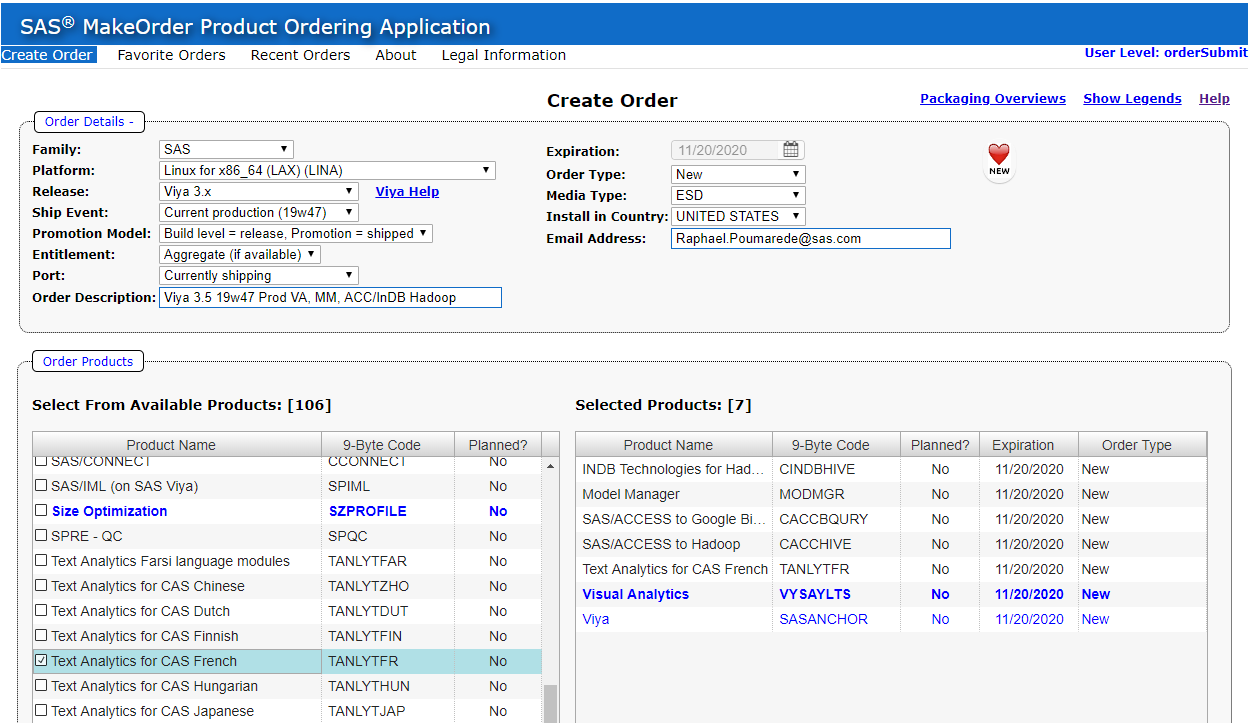 SAS® MakeOrder Product Ordering Application
Create Order Favorite Orders Recent Orders About Legal Information User Level: orderSubmit
Create Order Packaging Overviews Show Legends Help
Order Details -
Family: SAS Expiration: 11/20/2020
Platform: Linux for x86_64 (LAX) (LINA) Order Type: New
NEW
Release: Viya 3.x Viya Help Media Type: ESD
Ship Event: Current production (19w47) Install in Country: UNITED STATES
Promotion Model: Build level = release, Promotion = shipped Email Address: Raphael.Poumarede@sas.com
Entitlement: Aggregate (if available)
Port: Currently shipping
Order Description: Viya 3.5 19w47 Prod VA, MM, ACC/InDB Hadoop
Order Products
Select From Available Products: [106] Selected Products: [7]
Product Name 9-Byte Code Planned? Product Name 9-Byte Code Planned? Expiration Order Type
SAS/CONNECT CCONNECT No INDB Technologies for Had... CINDBHIVE No 11/20/2020 New
SAS/IML (on SAS Viya) SPIML No Model Manager MODMGR No 11/20/2020 New
Size Optimization SZPROFILE No SAS/ACCESS to Google Bi... CACCBQURY No 11/20/2020 New
SPRE - QC SPQC No SAS/ACCESS to Hadoop CACCHIVE No 11/20/2020 New
Text Analytics Farsi language modules TANLYTFAR No Text Analytics for CAS French TANLYTFR No 11/20/2020 New
Text Analytics for CAS Chinese TANLYTZHO No Visual Analytics VYSAYLTS No 11/20/2020 New
Text Analytics for CAS Dutch TANLYTDUT No Viya SASANCHOR No 11/20/2020 New
Text Analytics for CAS Finnish TANLYTFIN No
Text Analytics for CAS French TANLYTFR No
Text Analytics for CAS Hungarian TANLYTHUN No
Text Analytics for CAS Japanese TANLYTJAP No